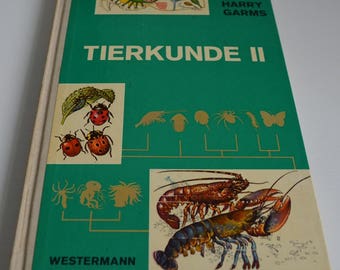 HARRY
GARMS
TIERKUNDE II
WESTERMANN